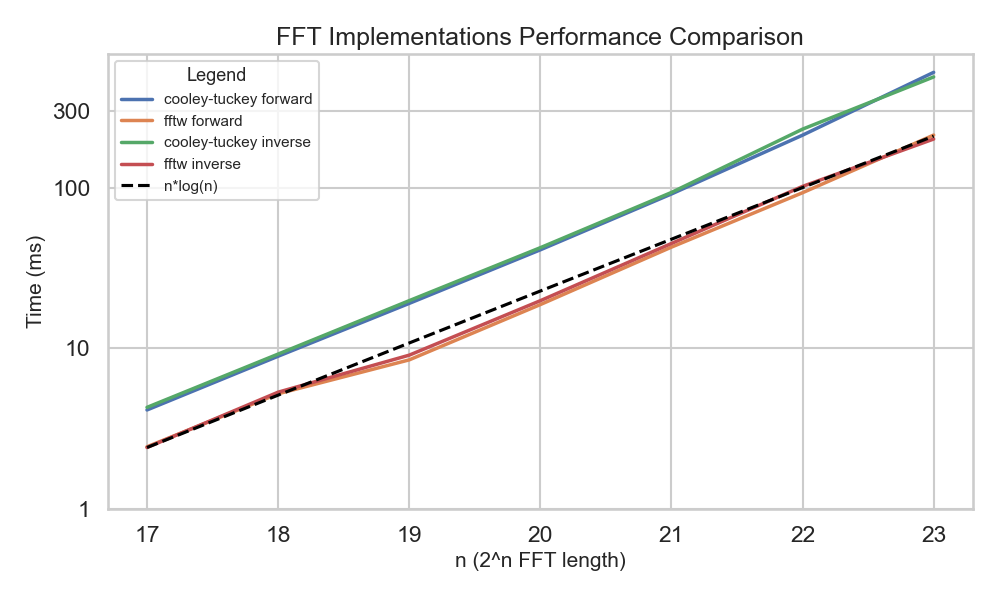 FFT Implementations Performance Comparison
Legend
cooley-tuckey forward
fftw forward
cooley-tuckey inverse
fftw inverse
n*log(n)
Time (ms)
300
100
10
1
17 18 19 20 21 22 23
n (2^n FFT length)